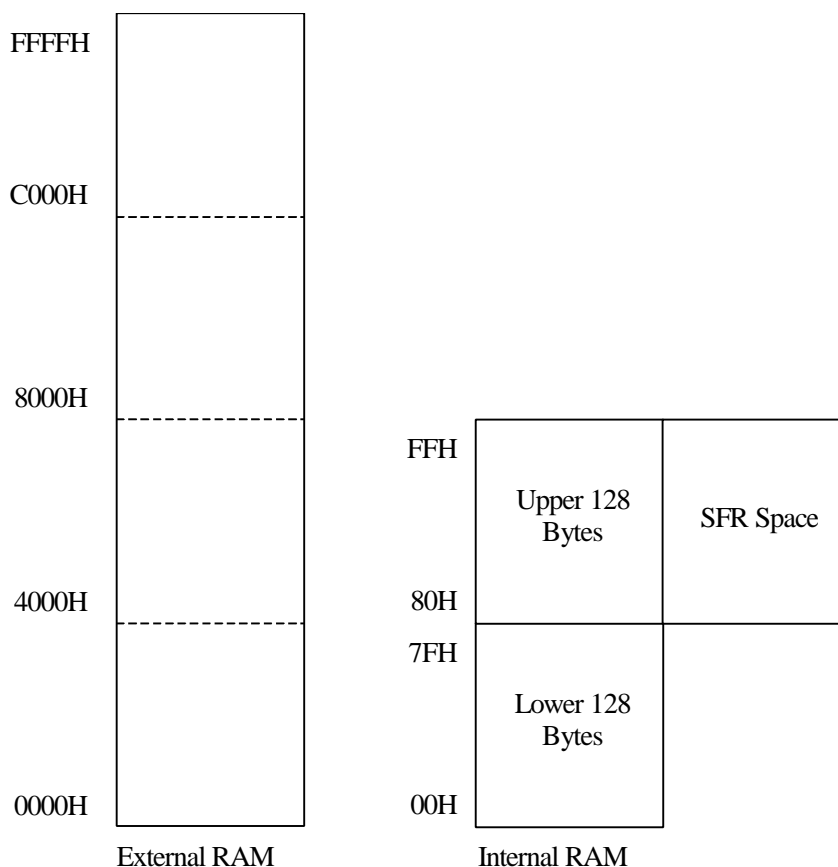 FFFFH
C000H
8000H
4000H
0000H
External RAM
FFH
80H
7FH
00H
Upper 128
Bytes
SFR Space
Lower 128
Bytes
Internal RAM